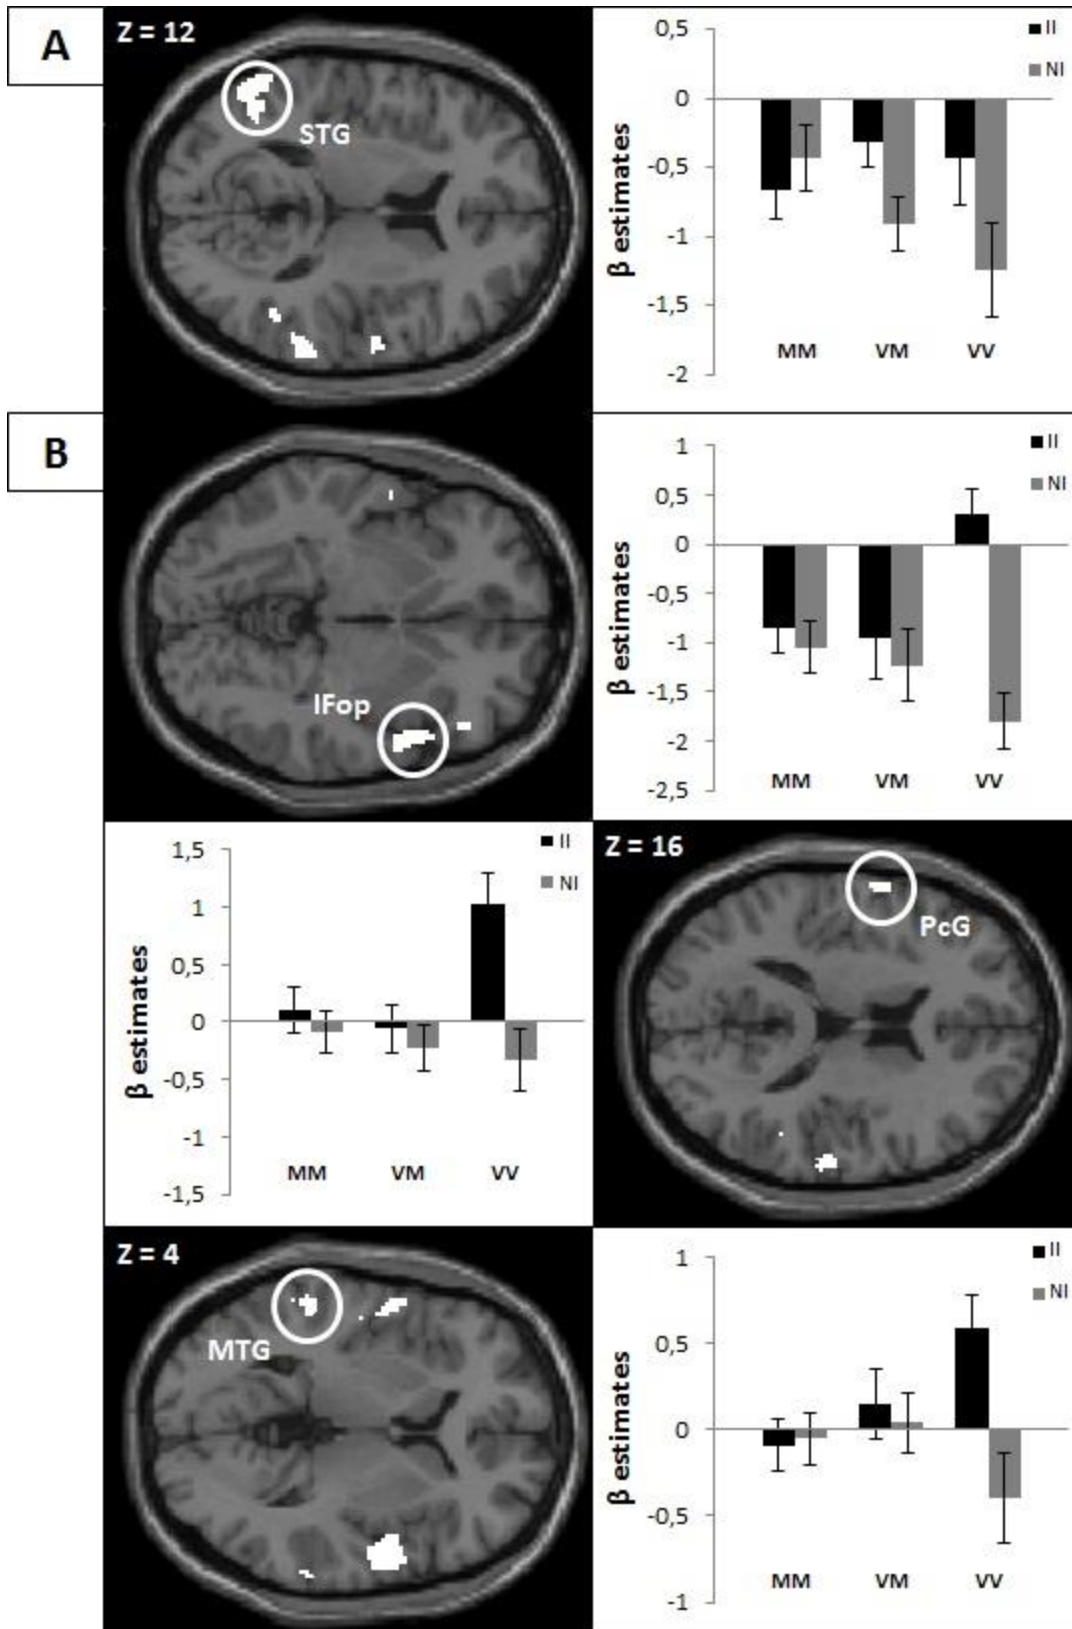 A
Z = 12
STG
0,5
0
-0,5
-1
-1,5
-2
β estimates
MM VM VV
II
NI
B
IFop
1
0,5
0
-0,5
-1
-1,5
-2
-2,5
β estimates
MM VM VV
II
NI
1,5
1
0,5
0
-0,5
-1
-1,5
β estimates
MM VM VV
II
NI
Z = 16
PcG
Z = 4
MTG
1
0,5
0
-0,5
-1
β estimates
MM VM VV
II
NI